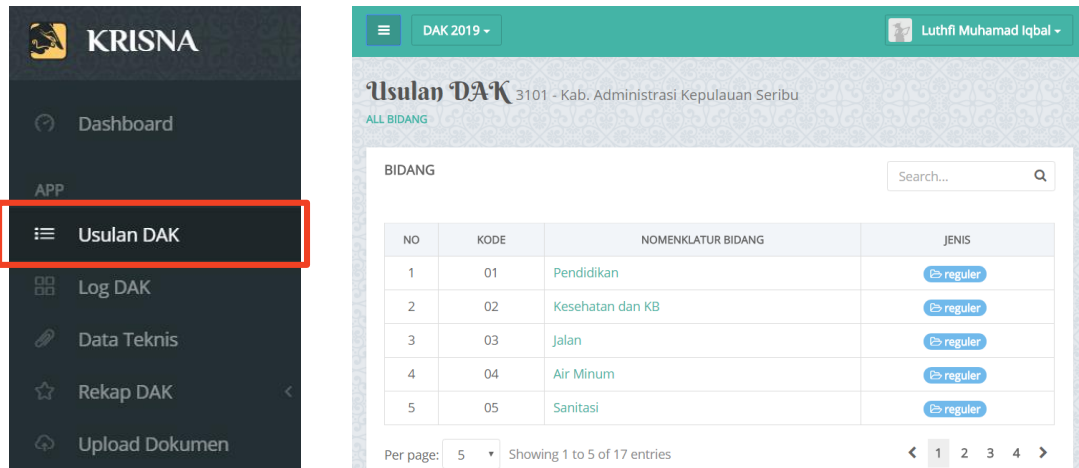 KRISNA
Dashboard
APP
Usulan DAK
Log DAK
Data Teknis
Rekap DAK
Upload Dokumen
DAK 2019
Luthfi Muhamad Iqbal
Usulan DAK 3101 - Kab. Administrasi Kepulauan Seribu
ALL BIDANG
BIDANG
Search...
NO KODE NOMENKLATUR BIDANG JENIS
1 01 Pendidikan reguler
2 02 Kesehatan dan KB reguler
3 03 Jalan reguler
4 04 Air Minum reguler
5 05 Sanitasi reguler
Per page: 5 Showing 1 to 5 of 17 entries 1 2 3 4